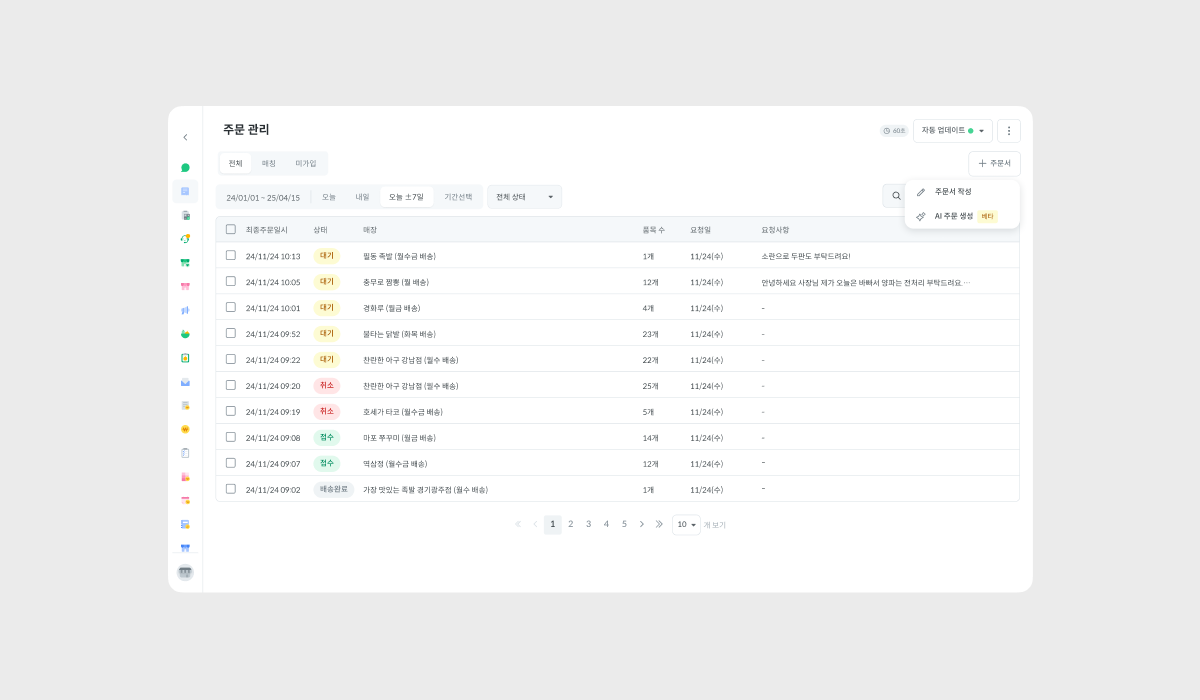 주문 관리
60초
자동 업데이트
전체 매칭 미가입
주문서
24/01/01 ~ 25/04/15 오늘 내일 오늘 ±7일 기간선택 전체 상태
주문서 작성
AI 주문 생성 베타
최종주문일시 상태 매장 품목 수 요청일 요청사항
24/11/24 10:13 대기 필동 족발 (월수금 배송) 1개 11/24(수) 소란으로 두판도 부탁드려요!
24/11/24 10:05 대기 충무로 짬뽕 (월 배송) 12개 11/24(수) 안녕하세요 사장님 제가 오늘은 바빠서 양파는 전처리 부탁드려요....
24/11/24 10:01 대기 경화루 (월금 배송) 4개 11/24(수) -
24/11/24 09:52 대기 불타는 닭발 (화목 배송) 23개 11/24(수) -
24/11/24 09:22 대기 찬란한 아구 강남점 (월수 배송) 22개 11/24(수) -
24/11/24 09:20 취소 찬란한 아구 강남점 (월수 배송) 25개 11/24(수) -
24/11/24 09:19 취소 호세가 타코 (월수금 배송) 5개 11/24(수) -
24/11/24 09:08 접수 마포 쭈꾸미 (월금 배송) 14개 11/24(수) -
24/11/24 09:07 접수 역삼정 (월수금 배송) 12개 11/24(수) -
24/11/24 09:02 배송완료 가장 맛있는 족발 경기광주점 (월수 배송) 1개 11/24(수) -
1 2 3 4 5 10 개 보기